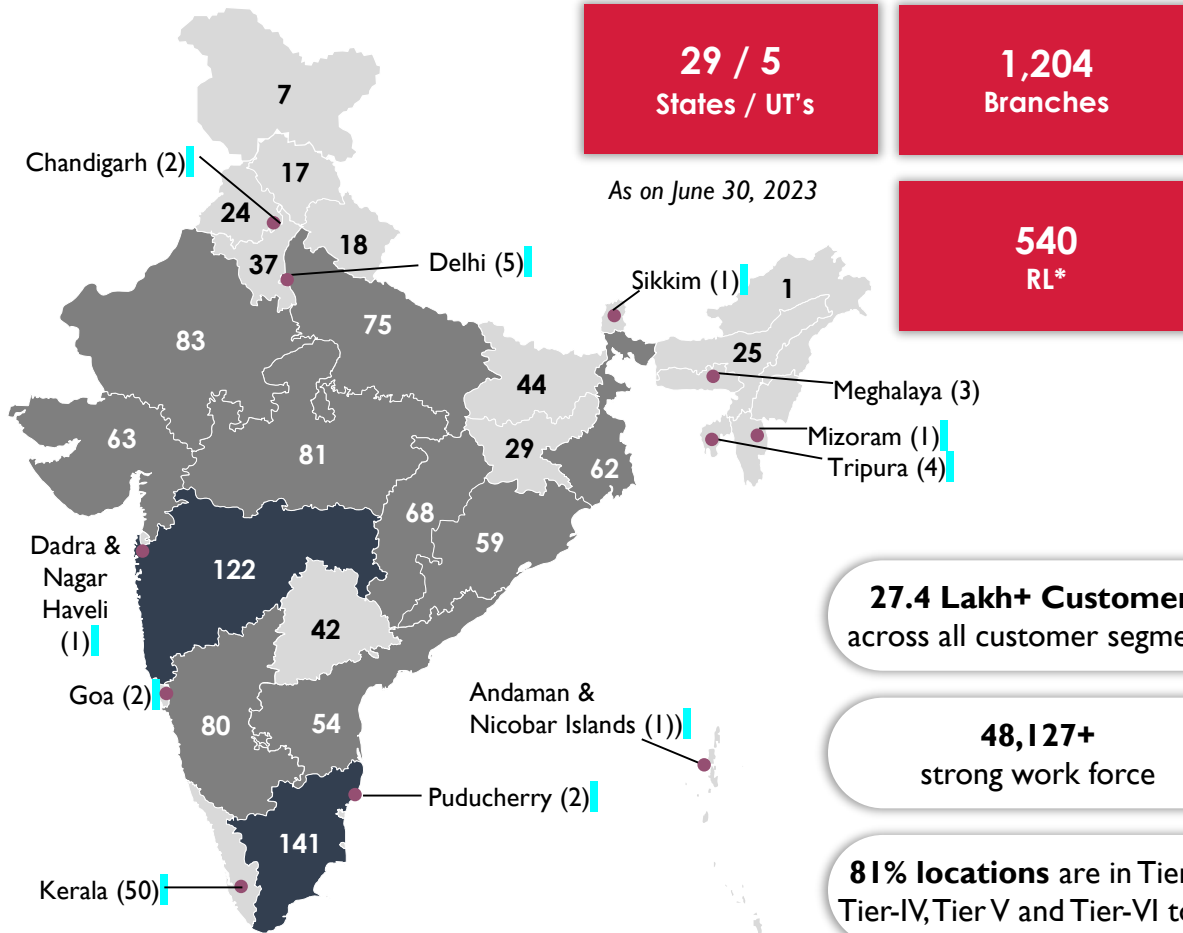 29 / 5
States / UT's
1,204
Branches
As on June 30, 2023
540
RL*
7
Chandigarh (2)
17
24
18
37
Delhi (5)
Sikkim (1)
1
75
83
25
44
Meghalaya (3)
63
Mizoram (1)
81
29
62
Tripura (4)
68
59
Dadra &
Nagar
Haveli
(1)
122
42
27.4 Lakh+ Customer
across all customer segme
Goa (2)
80
54
Andaman &
Nicobar Islands (1))
48,127+
strong work force
Puducherry (2)
141
Kerala (50)
81% locations are in Tier
Tier-IV, Tier V and Tier-VI to